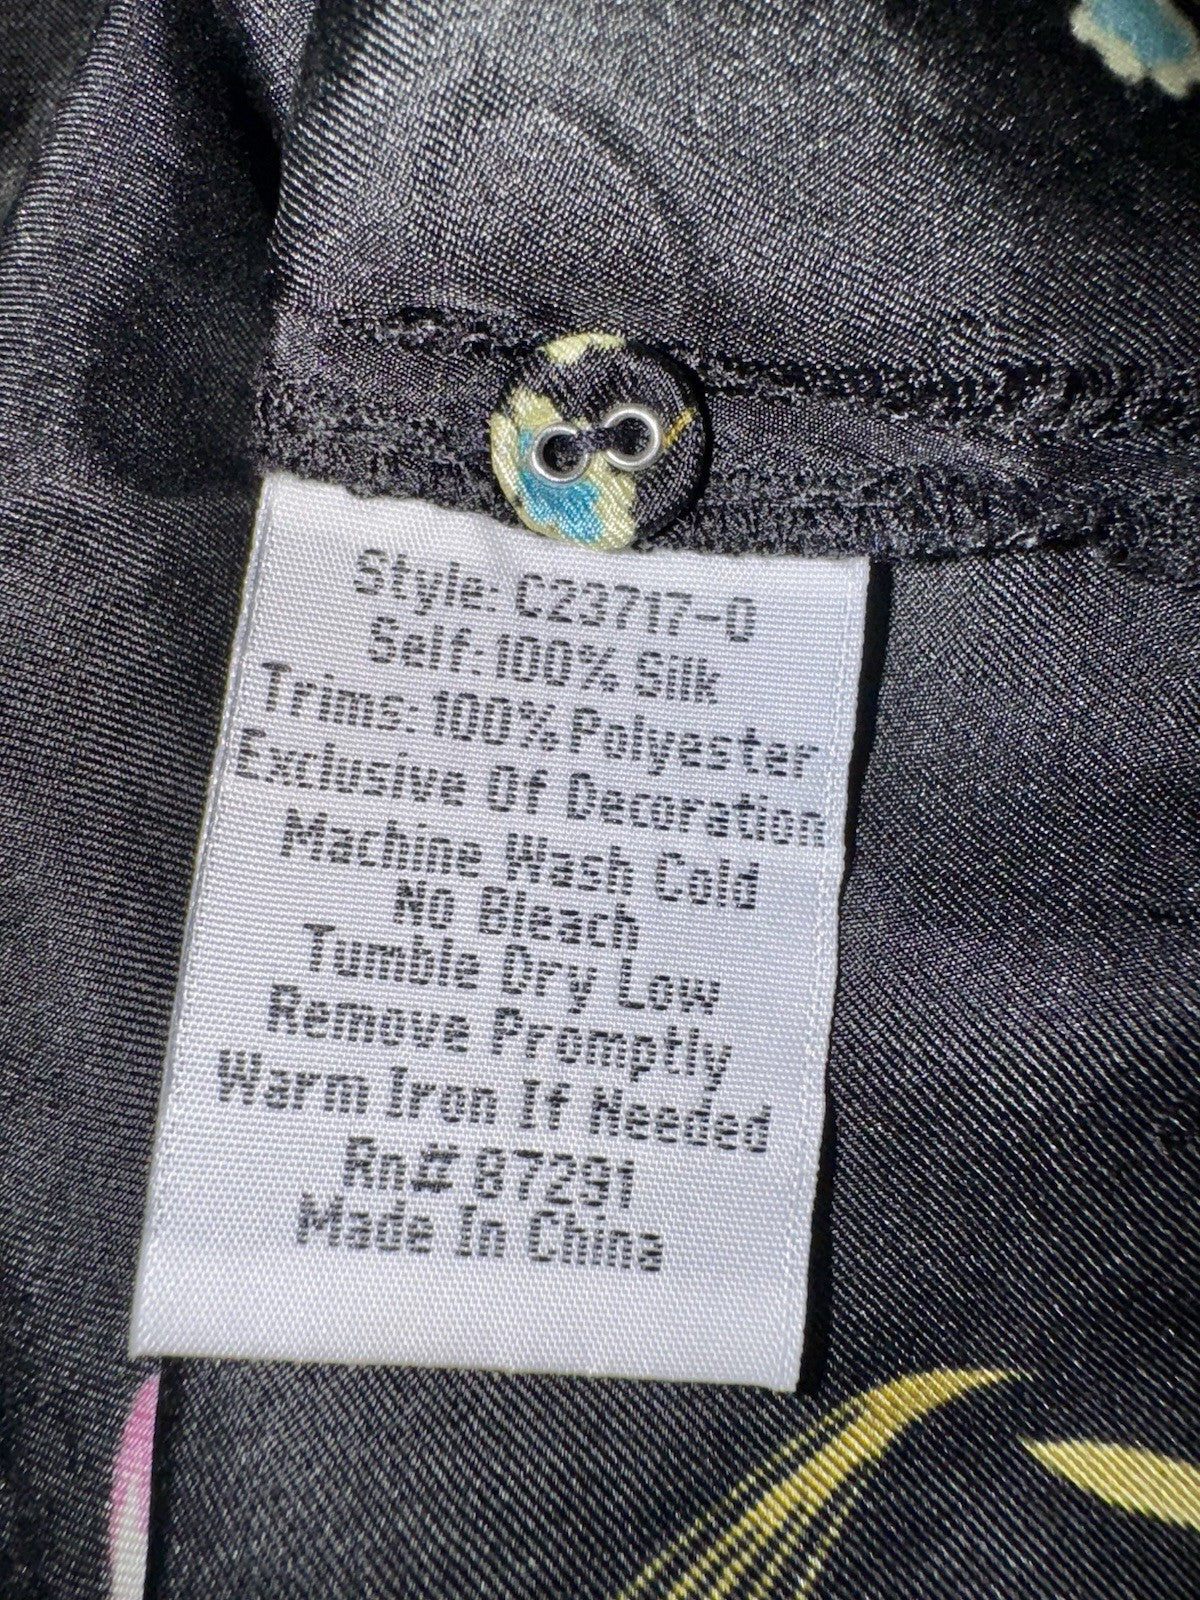 Style: C23717-0
Self: 100% Silk
Trims: 100% Polyester
Exclusive Of Decoration
Machine Wash Cold
No Bleach
Tumble Dry Low
Remove Promptly
Warm Iron If Needed
Rn# 87291
Made In China